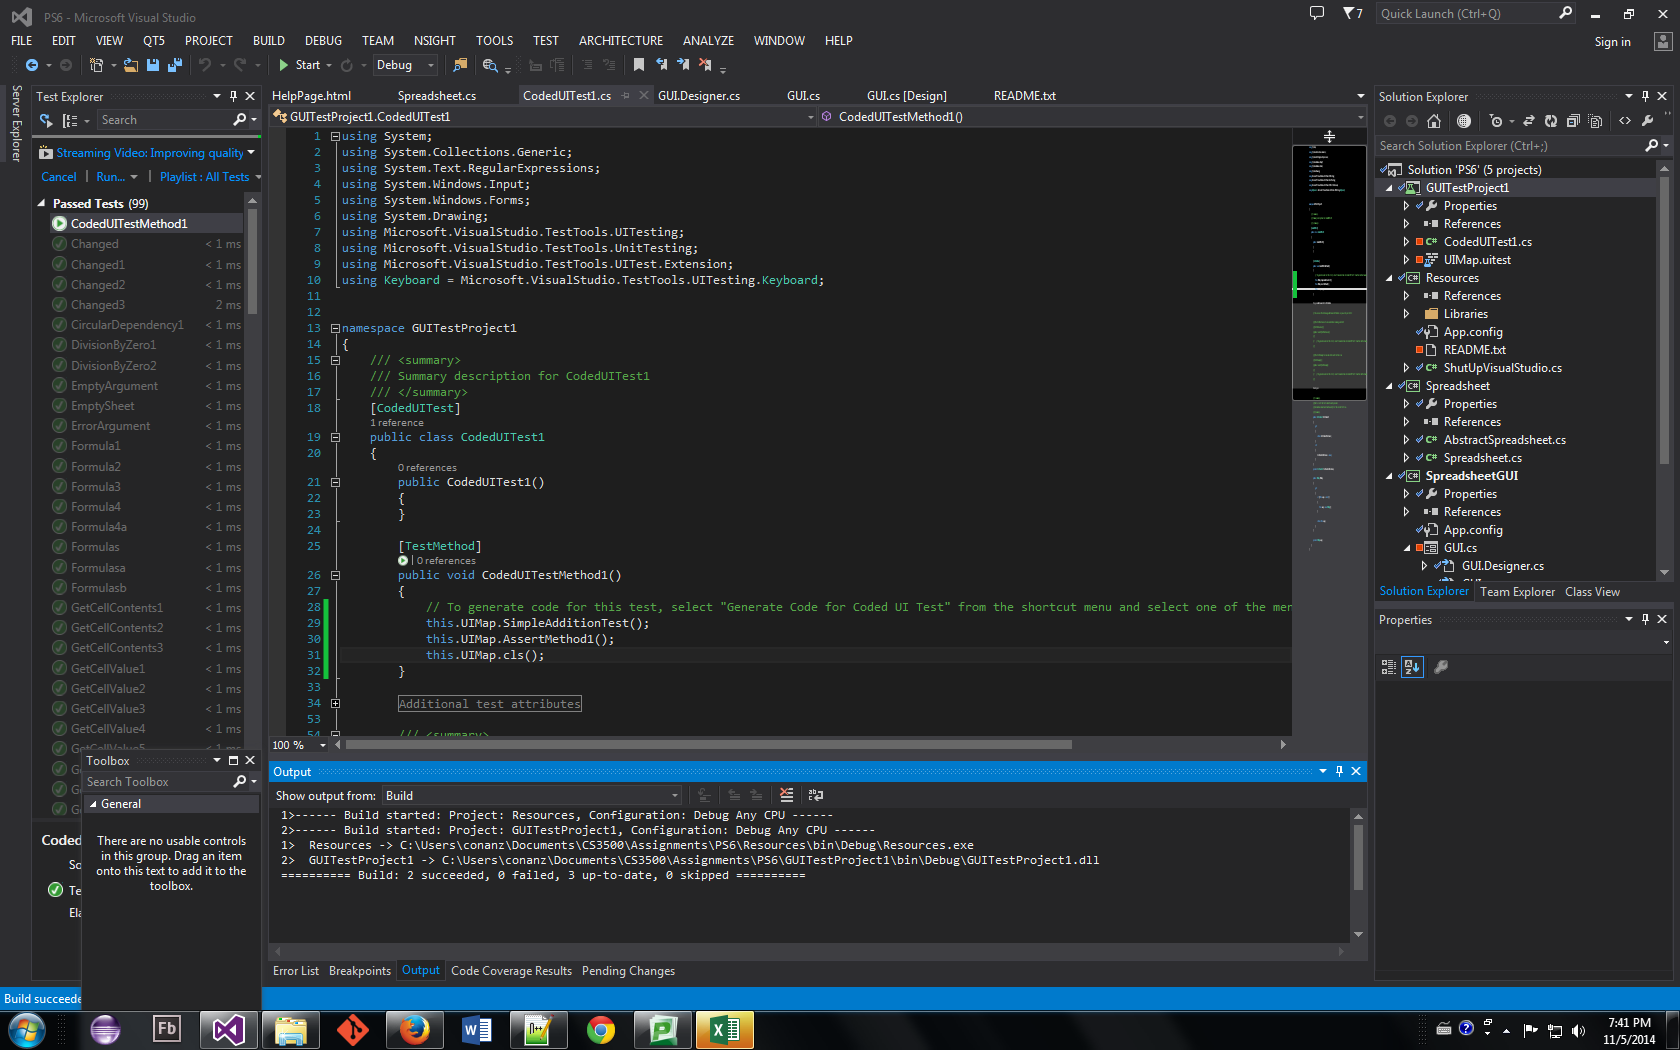 PS6 - Microsoft Visual Studio
7
Quick Launch (Ctrl+Q)
FILE EDIT VIEW QT5 PROJECT BUILD DEBUG TEAM NSIGHT TOOLS TEST ARCHITECTURE ANALYZE WINDOW HELP
Sign in
Start
Debug
Server Explorer
Test Explorer
Search
Streaming Video: Improving quality
Cancel | Run... | Playlist : All Tests
Passed Tests (99)
CodedUITestMethod1
Changed < 1 ms
Changed1 < 1 ms
Changed2 < 1 ms
Changed3 2 ms
CircularDependency1 < 1 ms
DivisionByZero1 < 1 ms
DivisionByZero2 < 1 ms
EmptyArgument < 1 ms
EmptySheet < 1 ms
ErrorArgument < 1 ms
Formula1 < 1 ms
Formula2 < 1 ms
Formula3 < 1 ms
Formula4 < 1 ms
Formula4a < 1 ms
Formulas < 1 ms
Formulasa < 1 ms
Formulasb < 1 ms
GetCellContents1 < 1 ms
GetCellContents2 < 1 ms
GetCellContents3 < 1 ms
GetCellValue1 < 1 ms
GetCellValue2 < 1 ms
GetCellValue3 < 1 ms
GetCellValue4 < 1 ms
Toolbox
Search Toolbox
General
There are no usable controls
in this group. Drag an item
onto this text to add it to the
toolbox.
Coded
HelpPage.html Spreadsheet.cs CodedUITest1.cs GUI.Designer.cs GUI.cs GUI.cs [Design] README.txt
GUITestProject1.CodedUITest1
CodedUITestMethod1()
1 using System;
2 using System.Collections.Generic;
3 using System.Text.RegularExpressions;
4 using System.Windows.Input;
5 using System.Windows.Forms;
6 using System.Drawing;
7 using Microsoft.VisualStudio.TestTools.UITesting;
8 using Microsoft.VisualStudio.TestTools.UnitTesting;
9 using Microsoft.VisualStudio.TestTools.UITest.Extension;
10 using Keyboard = Microsoft.VisualStudio.TestTools.UITesting.Keyboard;
11
12
13 namespace GUITestProject1
14 {
15 /// <summary>
16 /// Summary description for CodedUITest1
17 /// </summary>
18 [CodedUITest]
1 reference
19 public class CodedUITest1
20 {
0 references
21 public CodedUITest1()
22 {
23 }
24
25 [TestMethod]
| 0 references
26 public void CodedUITestMethod1()
27 {
28 // To generate code for this test, select "Generate Code for Coded UI Test" from the shortcut menu and select one of the men
29 this.UIMap.SimpleAdditionTest();
30 this.UIMap.AssertMethod1();
31 this.UIMap.cls();
32 }
33
34 Additional test attributes
53
54 /// <summary>
100 %
Output
Show output from: Build
1>------ Build started: Project: Resources, Configuration: Debug Any CPU ------
2>------ Build started: Project: GUITestProject1, Configuration: Debug Any CPU ------
1> Resources -> C:\Users\conanz\Documents\CS3500\Assignments\PS6\Resources\bin\Debug\Resources.exe
2> GUITestProject1 -> C:\Users\conanz\Documents\CS3500\Assignments\PS6\GUITestProject1\bin\Debug\GUITestProject1.dll
========== Build: 2 succeeded, 0 failed, 3 up-to-date, 0 skipped ==========
Error List Breakpoints Output Code Coverage Results Pending Changes
Solution Explorer
Search Solution Explorer (Ctrl+;)
Solution 'PS6' (5 projects)
GUITestProject1
Properties
References
CodedUITest1.cs
UIMap.uitest
Resources
References
Libraries
App.config
README.txt
ShutUpVisualStudio.cs
Spreadsheet
Properties
References
AbstractSpreadsheet.cs
Spreadsheet.cs
SpreadsheetGUI
Properties
References
App.config
GUI.cs
GUI.Designer.cs
Solution Explorer Team Explorer Class View
Properties
Build succeede
Fb
7:41 PM
11/5/2014